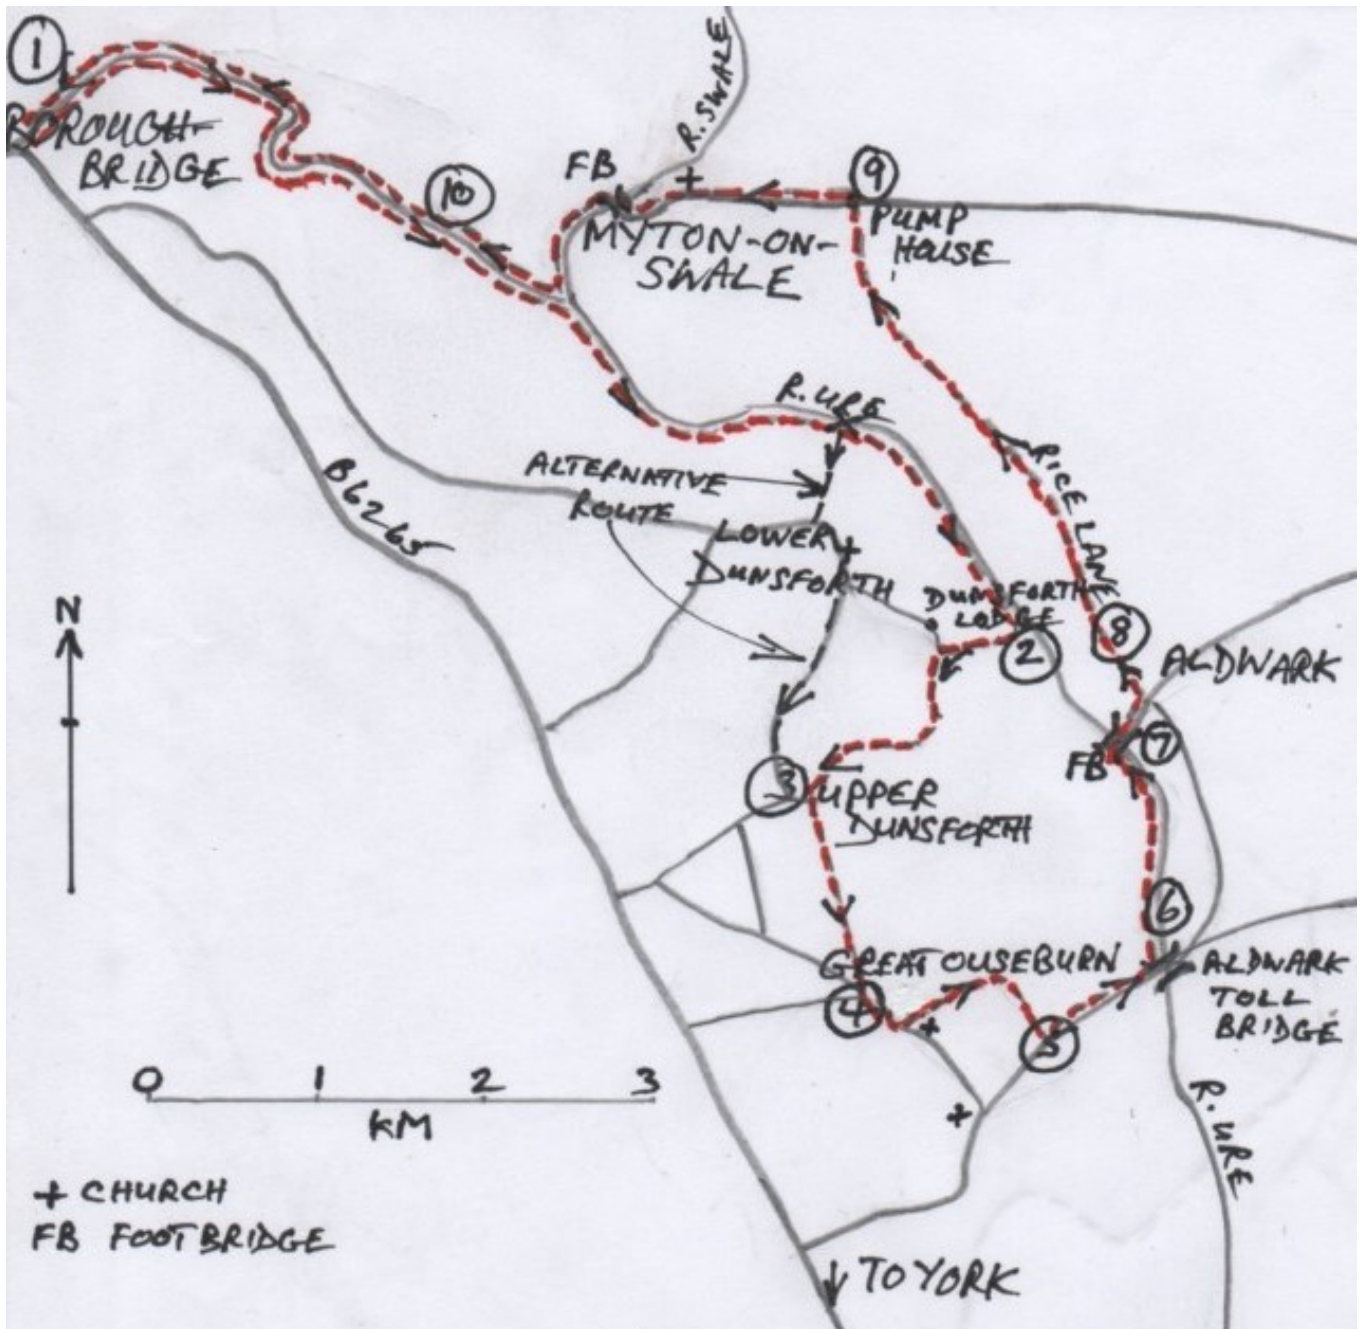 1
BOROUGH-
BRIDGE
10
FB
R. SWALE
9
PUMP
HOUSE
MYTON-ON-
SWALE
R. URE
ALTERNATIVE
ROUTE
B6265
LOWER
DUNSFORTH
DUNSFORTH
LODGE
RICE LANE
8
2
ALDWARK
7
FB
N
3
UPPER
DUNSFORTH
6
GREAT OUSEBURN
ALDWARK
TOLL
BRIDGE
4
5
0 1 2 3
KM
R. URE
+ CHURCH
FB FOOTBRIDGE
TO YORK